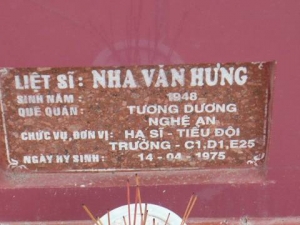 LIỆT SĨ : NHA VĂN HƯNG
SINH NĂM : 1948
QUÊ QUÁN : TƯƠNG DƯƠNG
NGHỆ AN
CHỨC VỤ, ĐƠN VỊ : HẠ SĨ - TIỂU ĐỘI
TRƯỞNG - C1,D1,E25
NGÀY HY SINH : 14 - 04 - 1975